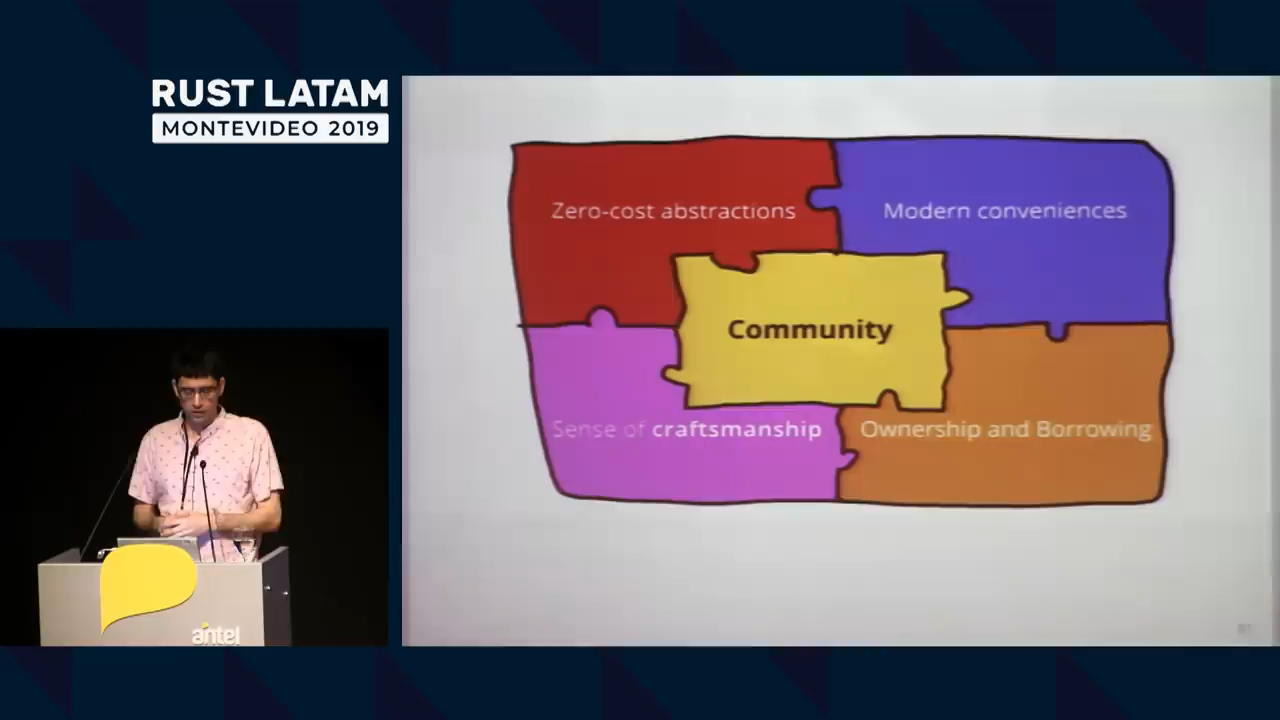 RUST LATAM
MONTEVIDEO 2019
Zero-cost abstractions
Modern conveniences
Community
Sense of craftsmanship
Ownership and Borrowing
antel